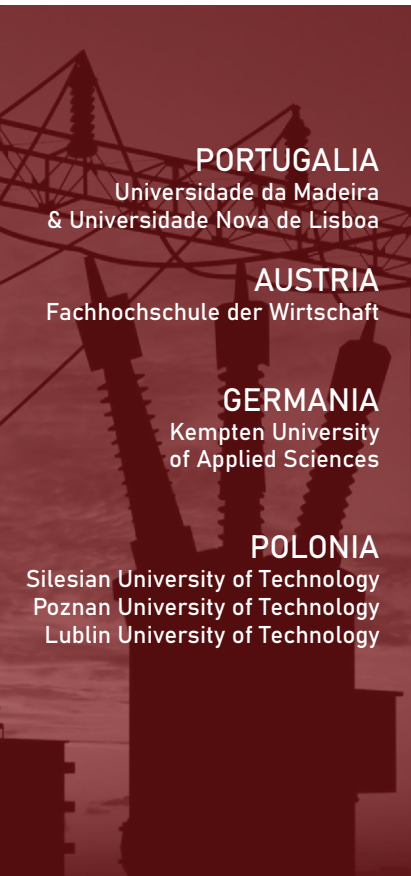 PORTUGALIA
Universidade da Madeira
& Universidade Nova de Lisboa
AUSTRIA
Fachhochschule der Wirtschaft
GERMANIA
Kempten University
of Applied Sciences
POLONIA
Silesian University of Technology
Poznan University of Technology
Lublin University of Technology